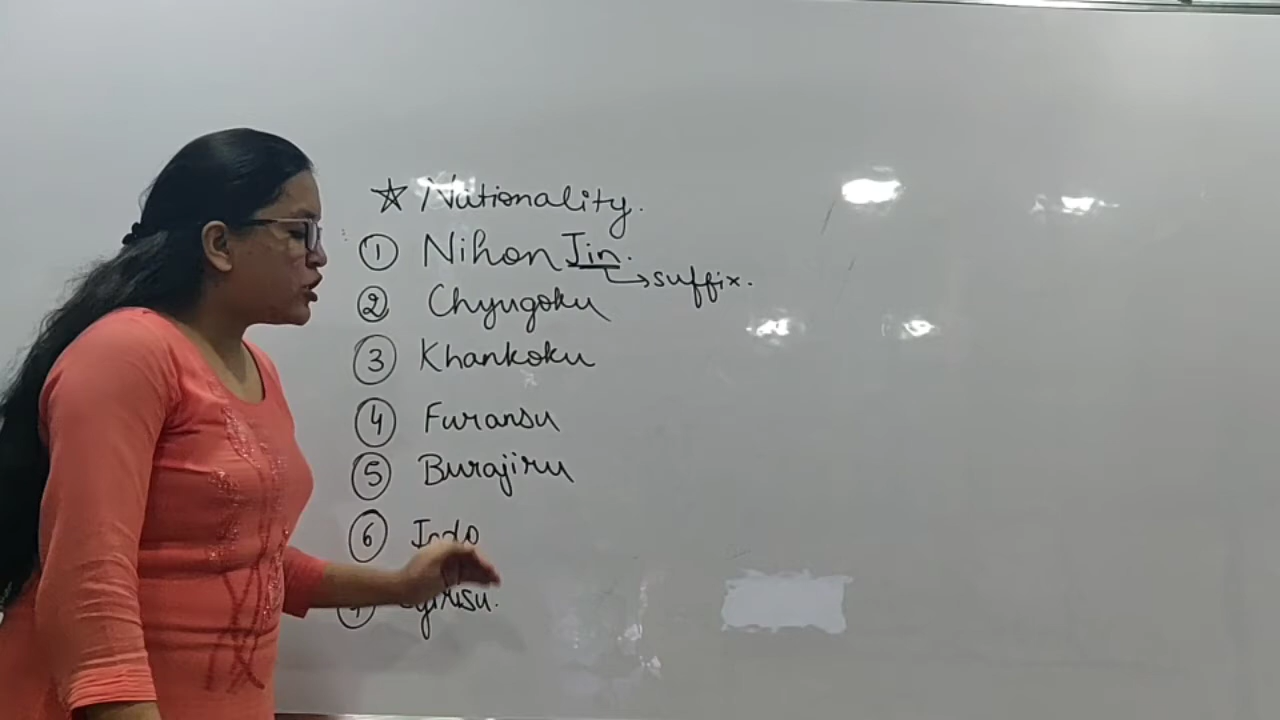 ☆ Nationality.
① Nihon Jin.
↳ suffix.
② Chyugoku
③ Khankoku
④ Furansu
⑤ Burajiru
⑥ Indo